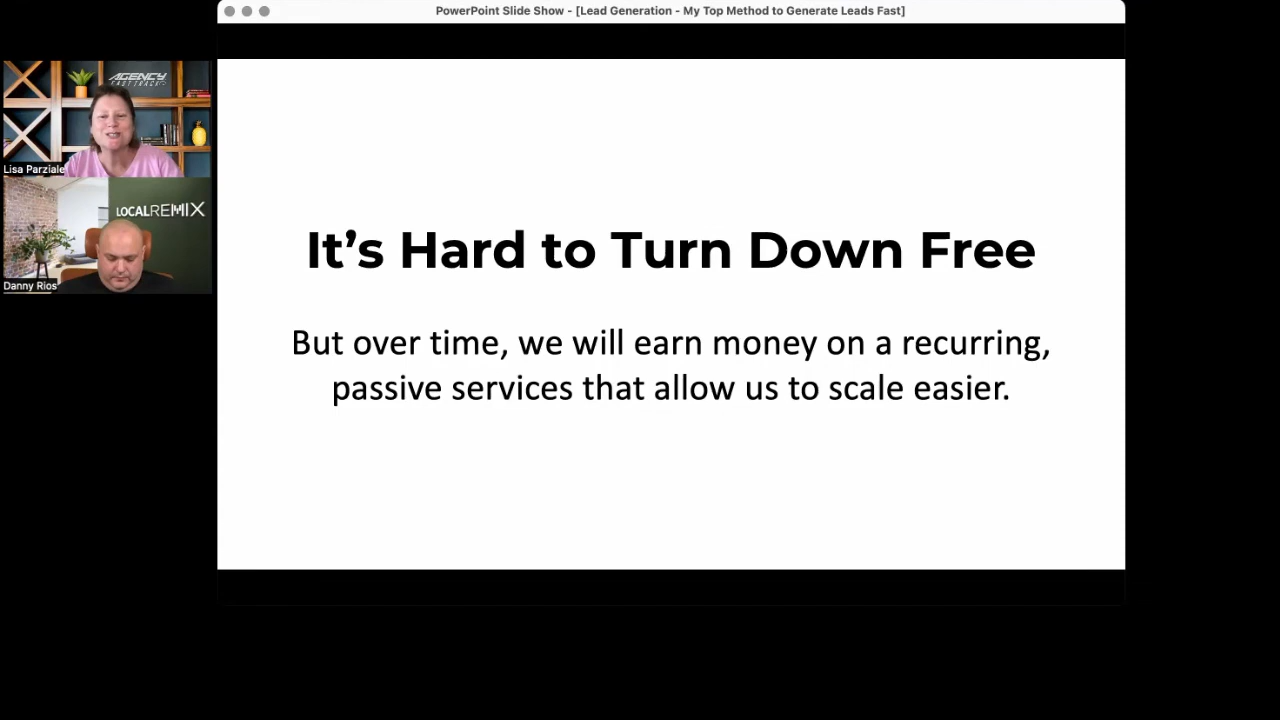 PowerPoint Slide Show - [Lead Generation - My Top Method to Generate Leads Fast]
AGENCY
FAST TRACK
Lisa Parziale
LOCALREMIX
Danny Rios
It’s Hard to Turn Down Free
But over time, we will earn money on a recurring,
passive services that allow us to scale easier.